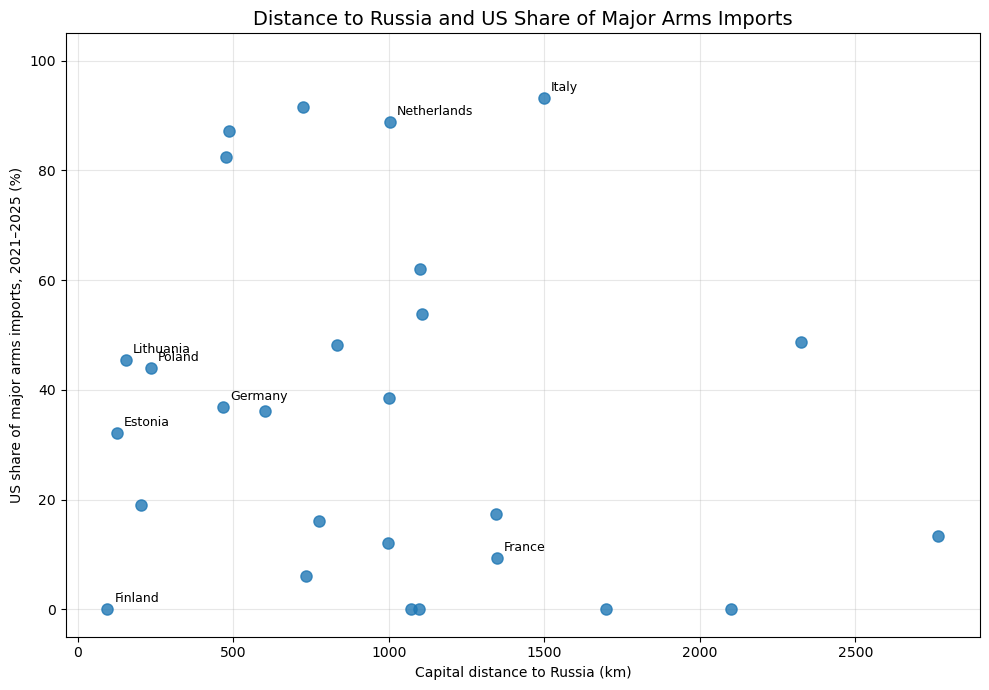 Distance to Russia and US Share of Major Arms Imports
US share of major arms imports, 2021–2025 (%)
100
80
60
40
20
0
Italy
Netherlands
Lithuania
Poland
Germany
Estonia
France
Finland
0 500 1000 1500 2000 2500
Capital distance to Russia (km)